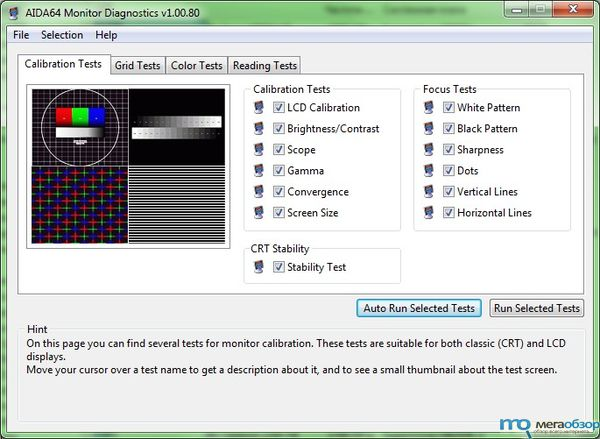 AIDA64 Monitor Diagnostics v1.00.80
File Selection Help
Calibration Tests Grid Tests Color Tests Reading Tests
Calibration Tests
LCD Calibration
Brightness/Contrast
Scope
Gamma
Convergence
Screen Size
Focus Tests
White Pattern
Black Pattern
Sharpness
Dots
Vertical Lines
Horizontal Lines
CRT Stability
Stability Test
Auto Run Selected Tests Run Selected Tests
Hint
On this page you can find several tests for monitor calibration. These tests are suitable for both classic (CRT) and LCD
displays.
Move your cursor over a test name to get a description about it, and to see a small thumbnail about the test screen.
мегаобзор
обзор всего интернета